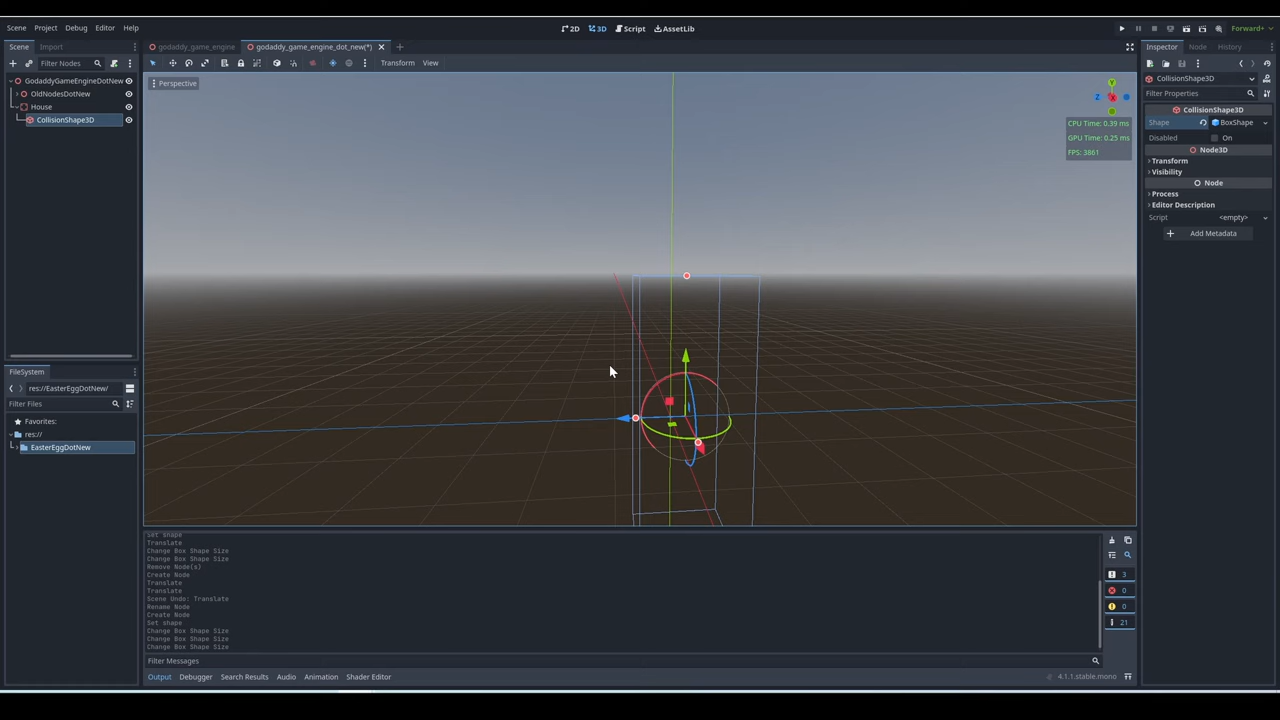 Scene Project Debug Editor Help
2D 3D Script AssetLib
Forward+
Scene Import
godaddy_game_engine godaddy_game_engine_dot_new(*)
Inspector Node History
Filter Nodes
Transform View
CollisionShape3D
Filter Properties
GodaddyGameEngineDotNew
OldNodesDotNew
House
CollisionShape3D
Perspective
Y
Z X
CPU Time: 0.39 ms
GPU Time: 0.25 ms
FPS: 3861
CollisionShape3D
Shape BoxShape
Disabled On
Node3D
Transform
Visibility
Node
Process
Editor Description
Script <empty>
Add Metadata
FileSystem
res://EasterEggDotNew/
Filter Files
Favorites:
res://
EasterEggDotNew
Set shape
Translate
Change Box Shape Size
Change Box Shape Size
Remove Node(s)
Create Node
Translate
Translate
Scene Undo: Translate
Rename Node
Create Node
Set shape
Change Box Shape Size
Change Box Shape Size
Change Box Shape Size
3
0
0
21
Filter Messages
Output Debugger Search Results Audio Animation Shader Editor
4.1.1.stable.mono